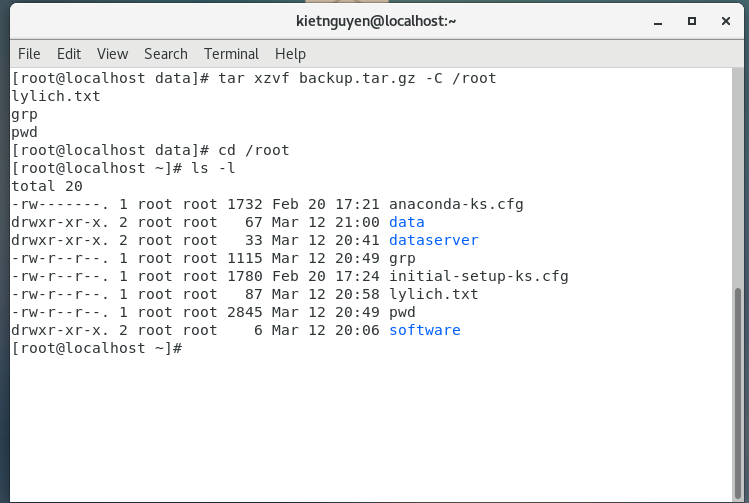 kietnguyen@localhost:~
File Edit View Search Terminal Help
[root@localhost data]# tar xzvf backup.tar.gz -C /root
lylich.txt
grp
pwd
[root@localhost data]# cd /root
[root@localhost ~]# ls -l
total 20
-rw-------. 1 root root 1732 Feb 20 17:21 anaconda-ks.cfg
drwxr-xr-x. 2 root root   67 Mar 12 21:00 data
drwxr-xr-x. 2 root root   33 Mar 12 20:41 dataserver
-rw-r--r--. 1 root root 1115 Mar 12 20:49 grp
-rw-r--r--. 1 root root 1780 Feb 20 17:24 initial-setup-ks.cfg
-rw-r--r--. 1 root root   87 Mar 12 20:58 lylich.txt
-rw-r--r--. 1 root root 2845 Mar 12 20:49 pwd
drwxr-xr-x. 2 root root    6 Mar 12 20:06 software
[root@localhost ~]#